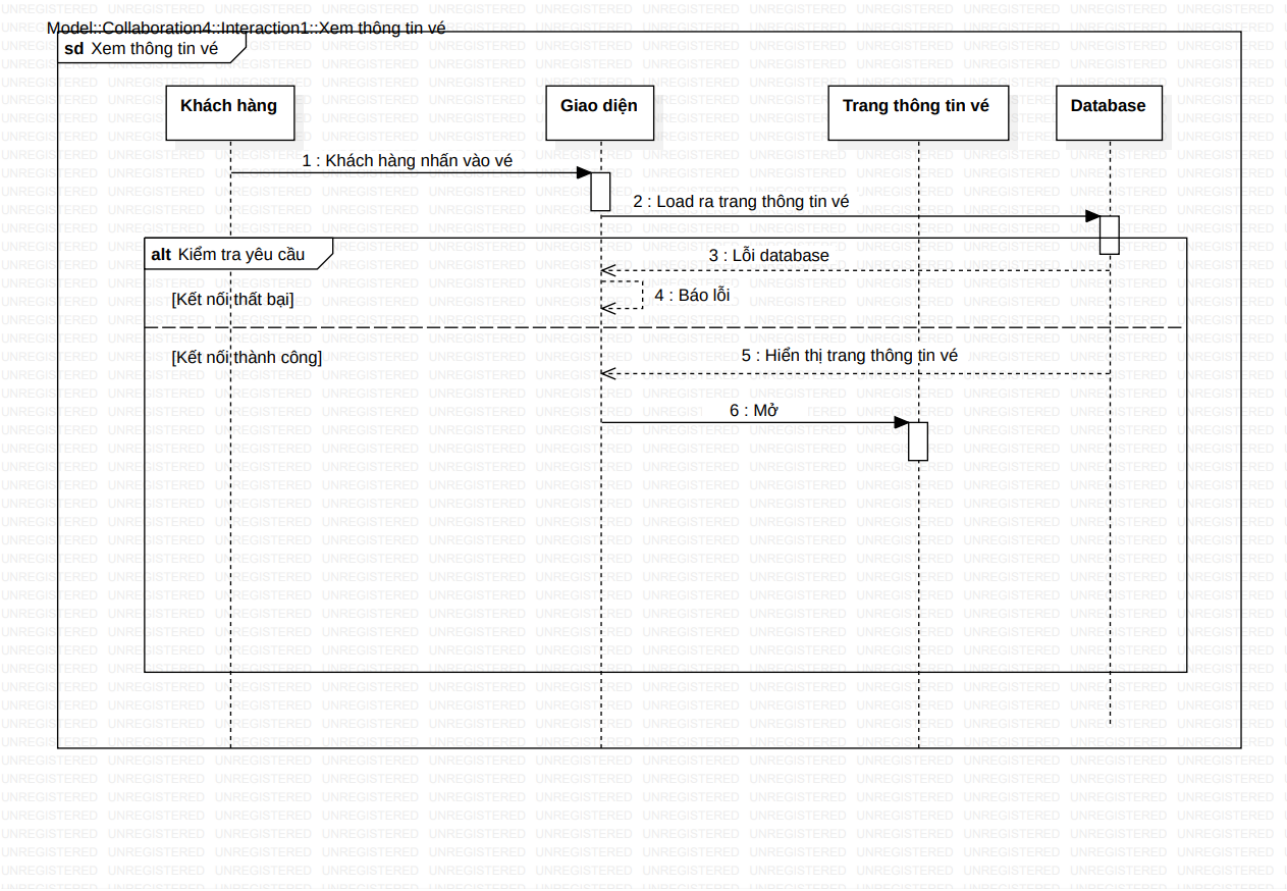 Model::Collaboration4::Interaction1::Xem thông tin vé
sd Xem thông tin vé
Khách hàng
Giao diện
Trang thông tin vé
Database
1 : Khách hàng nhấn vào vé
2 : Load ra trang thông tin vé
alt Kiểm tra yêu cầu
3 : Lỗi database
[Kết nối thất bại]
4 : Báo lỗi
[Kết nối thành công]
5 : Hiển thị trang thông tin vé
6 : Mở
UNREGISTERED